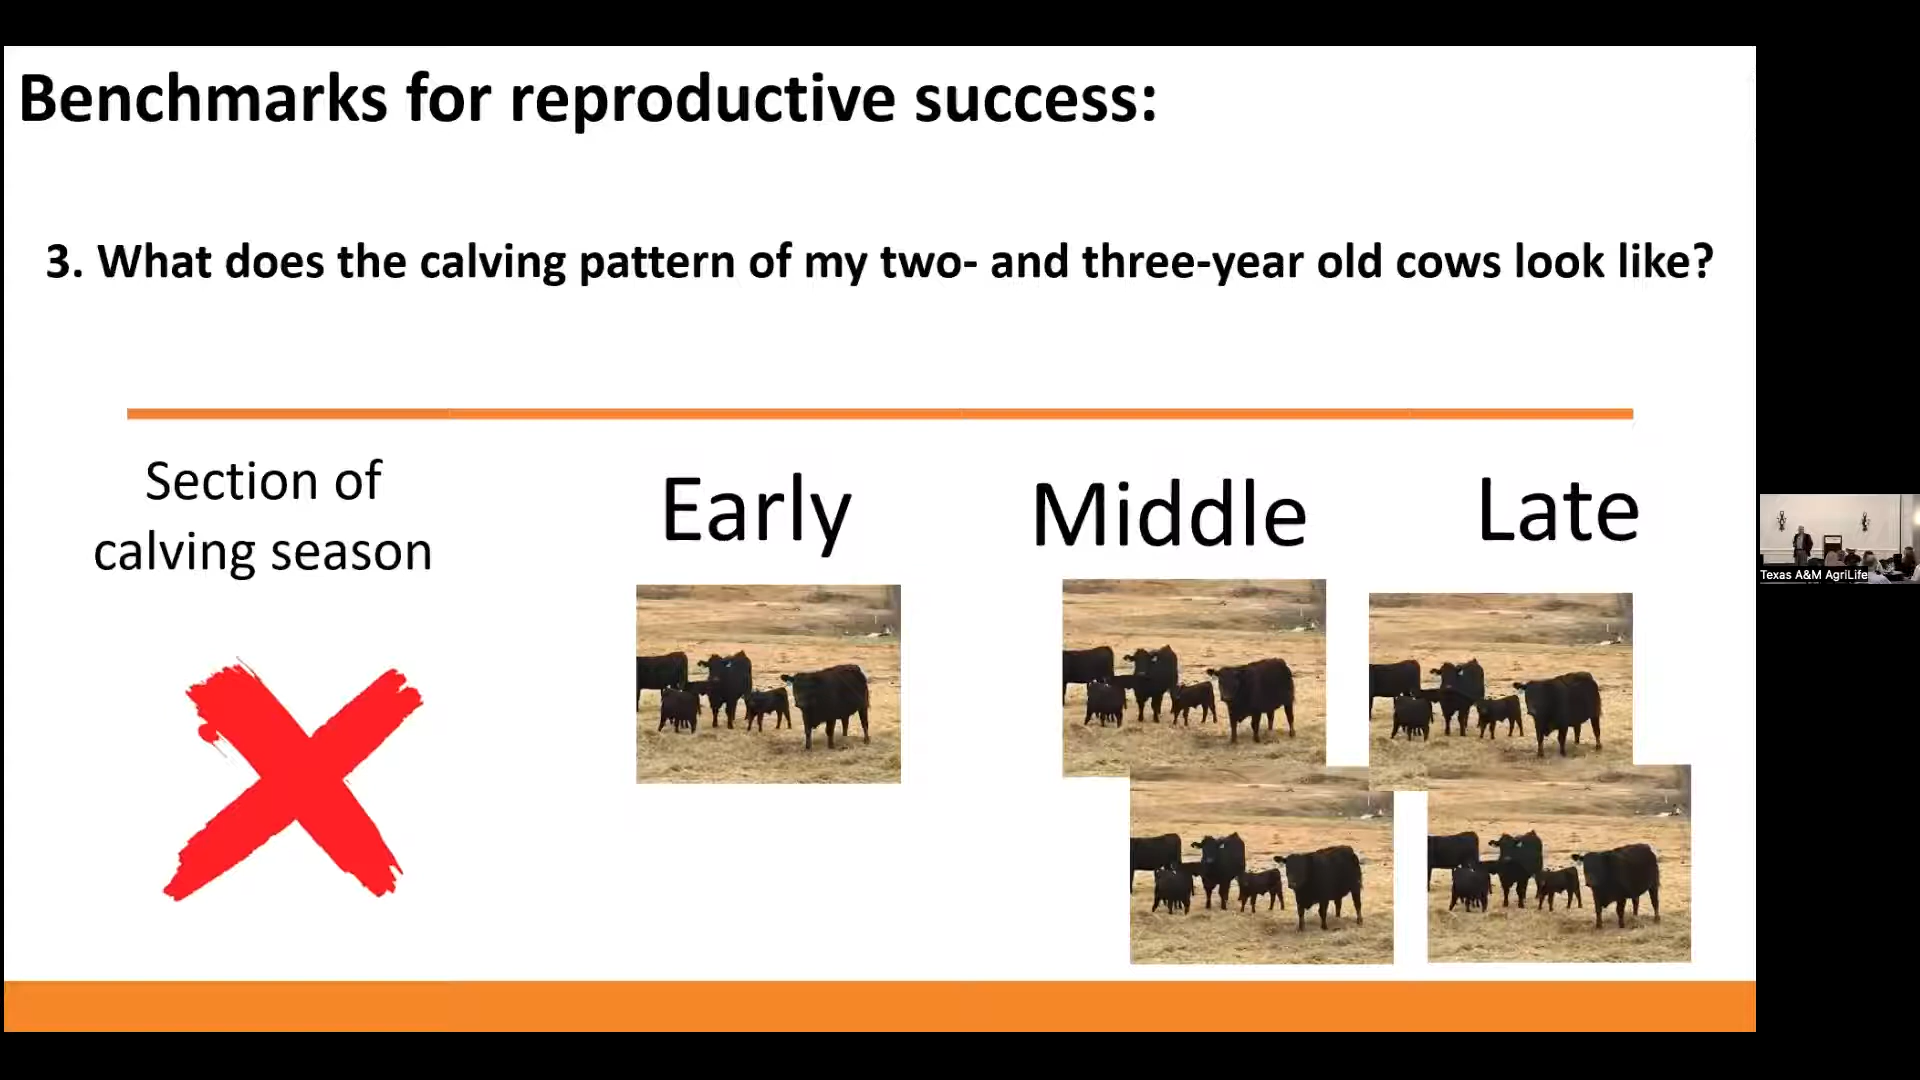 Benchmarks for reproductive success:
3. What does the calving pattern of my two- and three-year old cows look like?
Section of
calving season
Early
Middle
Late
Texas A&M AgriLife